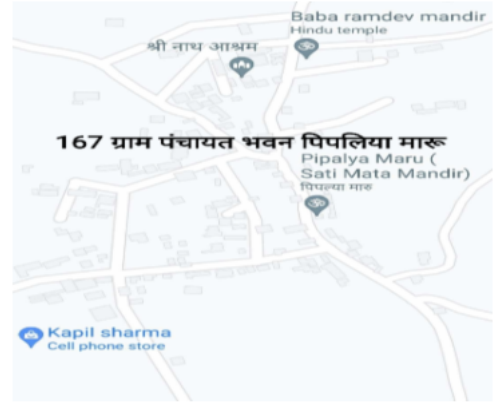 Baba ramdev mandir
Hindu temple
श्री नाथ आश्रम
167 ग्राम पंचायत भवन पिपलिया मारू
Pipalya Maru (
Sati Mata Mandir)
पिपल्या मारु
Kapil sharma
Cell phone store